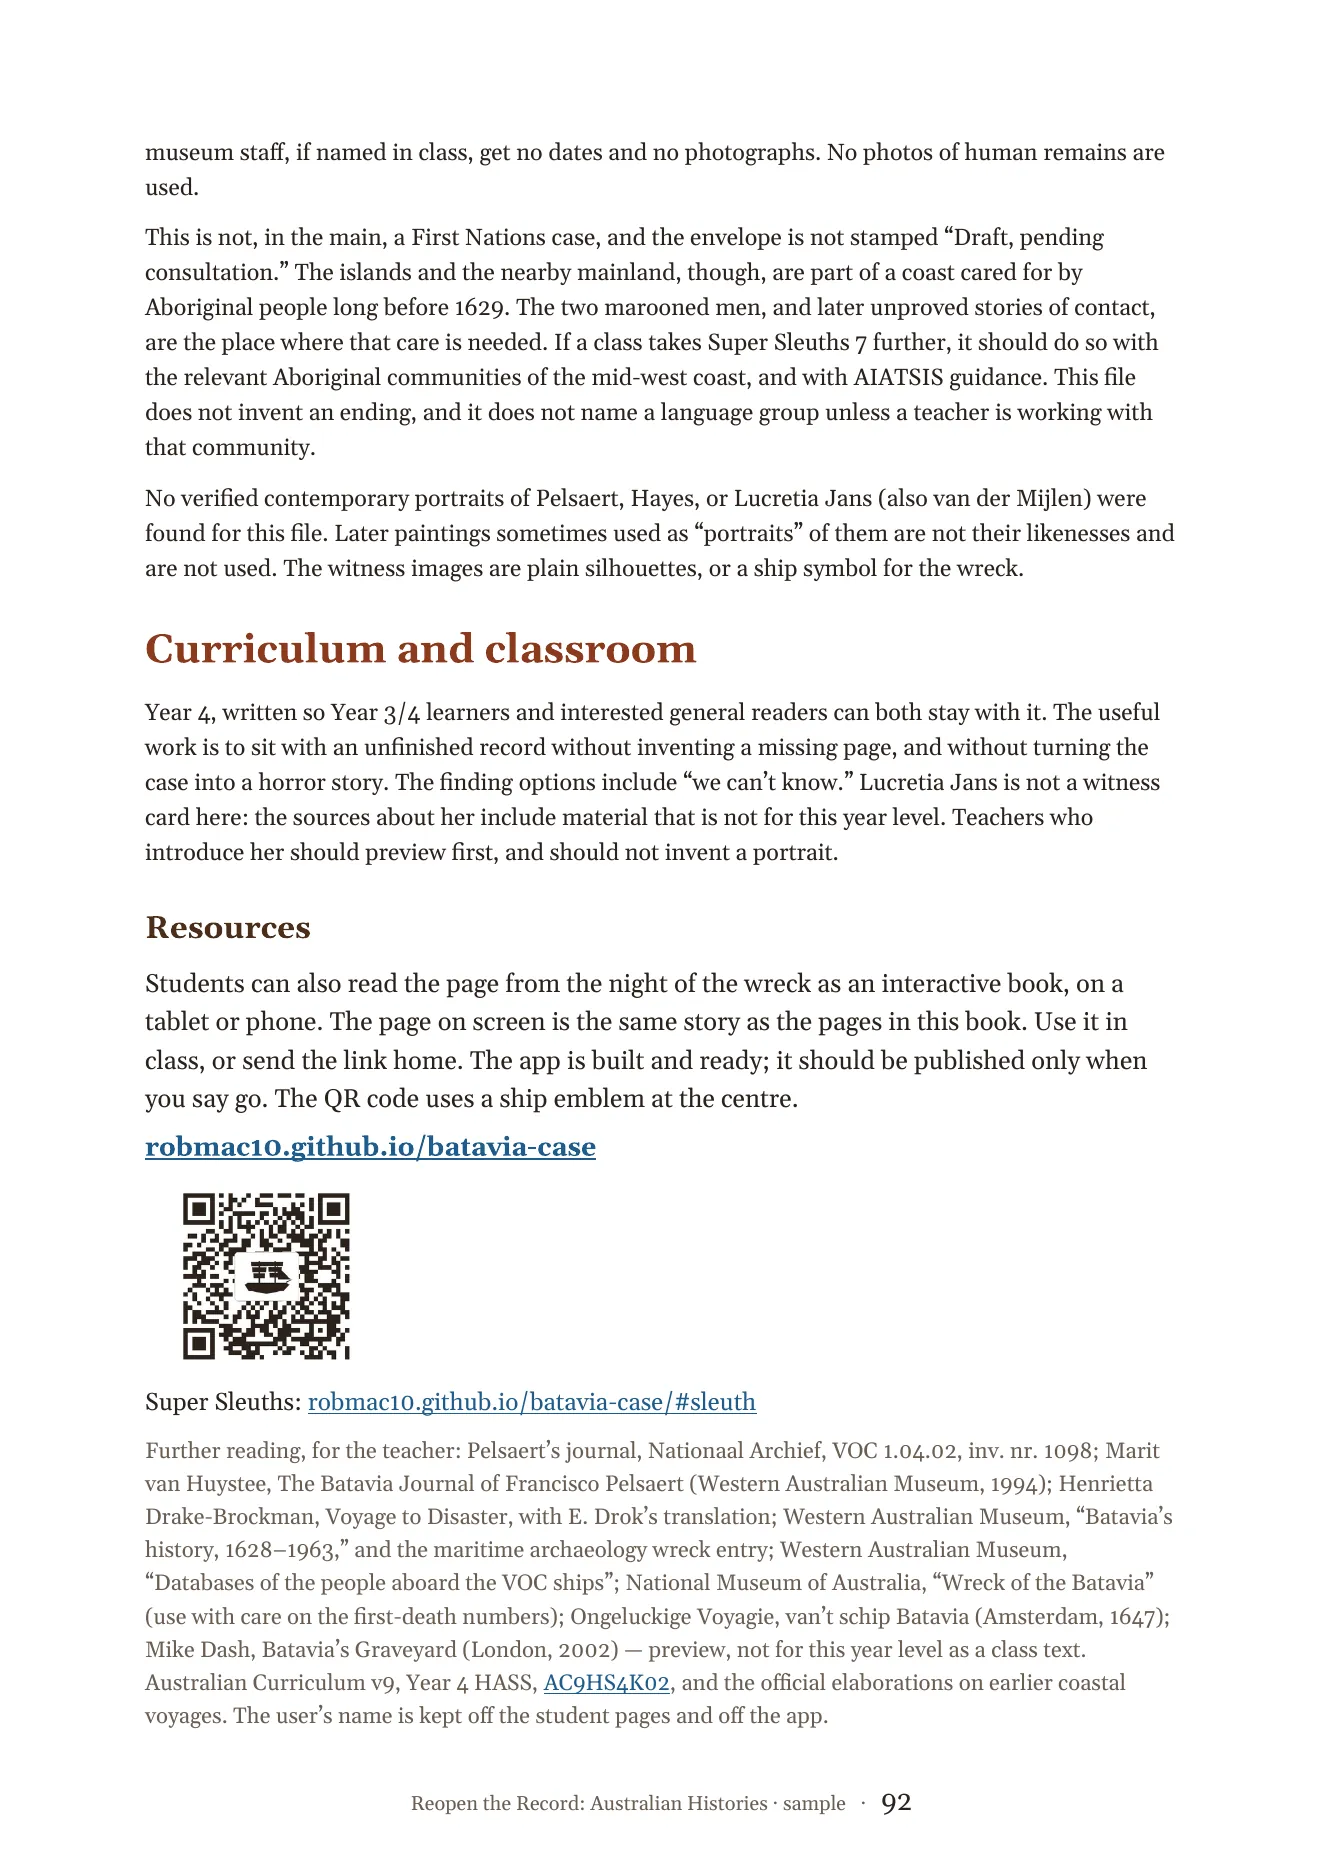 museum staff, if named in class, get no dates and no photographs. No photos of human remains are
used.
This is not, in the main, a First Nations case, and the envelope is not stamped “Draft, pending
consultation.” The islands and the nearby mainland, though, are part of a coast cared for by
Aboriginal people long before 1629. The two marooned men, and later unproved stories of contact,
are the place where that care is needed. If a class takes Super Sleuths 7 further, it should do so with
the relevant Aboriginal communities of the mid-west coast, and with AIATSIS guidance. This file
does not invent an ending, and it does not name a language group unless a teacher is working with
that community.
No verified contemporary portraits of Pelsaert, Hayes, or Lucretia Jans (also van der Mijlen) were
found for this file. Later paintings sometimes used as “portraits” of them are not their likenesses and
are not used. The witness images are plain silhouettes, or a ship symbol for the wreck.
Curriculum and classroom
Year 4, written so Year 3/4 learners and interested general readers can both stay with it. The useful
work is to sit with an unfinished record without inventing a missing page, and without turning the
case into a horror story. The finding options include “we can’t know.” Lucretia Jans is not a witness
card here: the sources about her include material that is not for this year level. Teachers who
introduce her should preview first, and should not invent a portrait.
Resources
Students can also read the page from the night of the wreck as an interactive book, on a
tablet or phone. The page on screen is the same story as the pages in this book. Use it in
class, or send the link home. The app is built and ready; it should be published only when
you say go. The QR code uses a ship emblem at the centre.
robmac10.github.io/batavia-case
Super Sleuths: robmac10.github.io/batavia-case/#sleuth
Further reading, for the teacher: Pelsaert’s journal, Nationaal Archief, VOC 1.04.02, inv. nr. 1098; Marit
van Huystee, The Batavia Journal of Francisco Pelsaert (Western Australian Museum, 1994); Henrietta
Drake-Brockman, Voyage to Disaster, with E. Drok’s translation; Western Australian Museum, “Batavia’s
history, 1628–1963,” and the maritime archaeology wreck entry; Western Australian Museum,
“Databases of the people aboard the VOC ships”; National Museum of Australia, “Wreck of the Batavia”
(use with care on the first-death numbers); Ongeluckige Voyagie, van’t schip Batavia (Amsterdam, 1647);
Mike Dash, Batavia’s Graveyard (London, 2002) — preview, not for this year level as a class text.
Australian Curriculum v9, Year 4 HASS, AC9HS4K02, and the official elaborations on earlier coastal
voyages. The user’s name is kept off the student pages and off the app.
Reopen the Record: Australian Histories · sample · 92